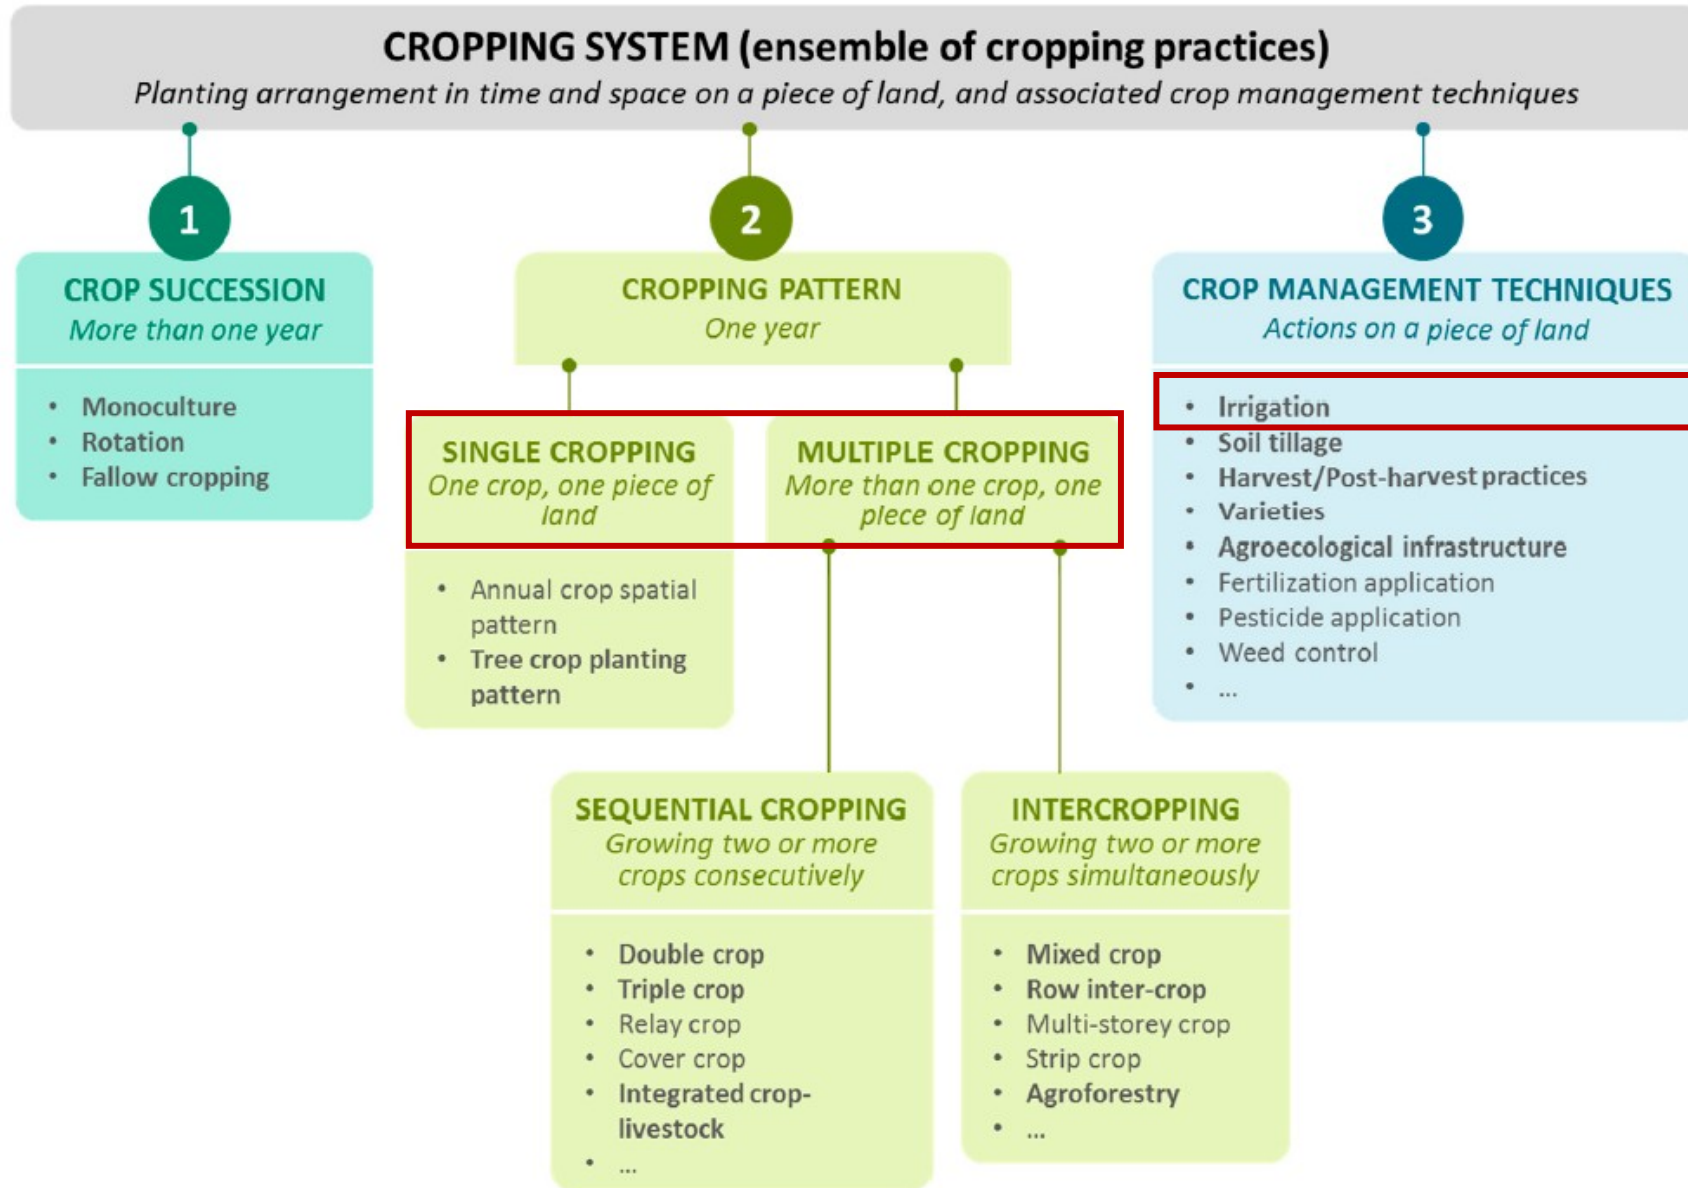 CROPPING SYSTEM (ensemble of cropping practices)
Planting arrangement in time and space on a piece of land, and associated crop management techniques
1
CROP SUCCESSION
More than one year
• Monoculture
• Rotation
• Fallow cropping
2
CROPPING PATTERN
One year
SINGLE CROPPING
One crop, one piece of
land
• Annual crop spatial
pattern
• Tree crop planting
pattern
MULTIPLE CROPPING
More than one crop, one
piece of land
SEQUENTIAL CROPPING
Growing two or more
crops consecutively
• Double crop
• Triple crop
• Relay crop
• Cover crop
• Integrated crop-
livestock
• ...
INTERCROPPING
Growing two or more
crops simultaneously
• Mixed crop
• Row inter-crop
• Multi-storey crop
• Strip crop
• Agroforestry
• ...
3
CROP MANAGEMENT TECHNIQUES
Actions on a piece of land
• Irrigation
• Soil tillage
• Harvest/Post-harvest practices
• Varieties
• Agroecological infrastructure
• Fertilization application
• Pesticide application
• Weed control
• ...